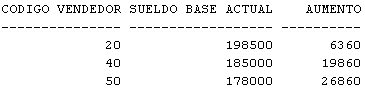 CODIGO VENDEDOR SUELDO BASE ACTUAL AUMENTO
--------------- ------------------ ----------
20 198500 6360
40 185000 19860
50 178000 26860